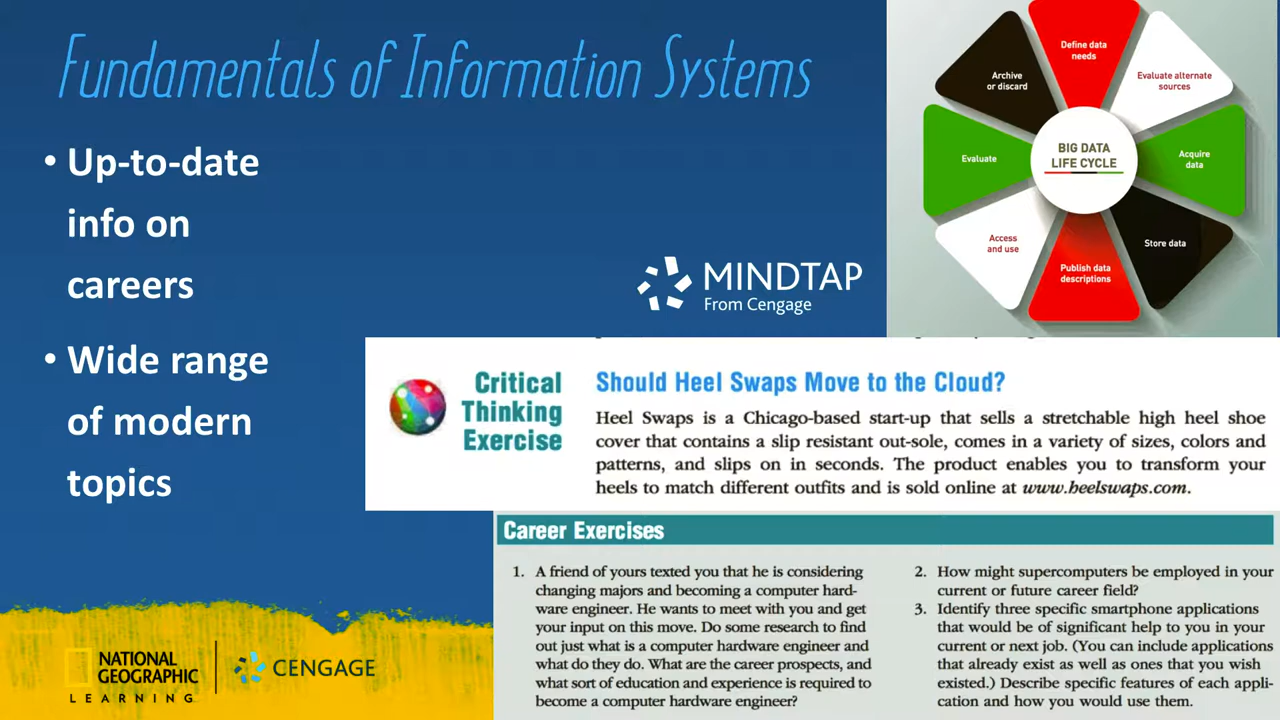 Fundamentals of Information Systems
• Up-to-date
info on
careers
• Wide range
of modern
topics
MINDTAP
From Cengage
Define data
needs
Evaluate alternate
sources
Acquire
data
Store data
Publish data
descriptions
Access
and use
Evaluate
Archive
or discard
BIG DATA
LIFE CYCLE
Critical
Thinking
Exercise
Should Heel Swaps Move to the Cloud?
Heel Swaps is a Chicago-based start-up that sells a stretchable high heel shoe
cover that contains a slip resistant out-sole, comes in a variety of sizes, colors and
patterns, and slips on in seconds. The product enables you to transform your
heels to match different outfits and is sold online at www.heelswaps.com.
Career Exercises
1. A friend of yours texted you that he is considering
changing majors and becoming a computer hard-
ware engineer. He wants to meet with you and get
your input on this move. Do some research to find
out just what is a computer hardware engineer and
what do they do. What are the career prospects, and
what sort of education and experience is required to
become a computer hardware engineer?
2. How might supercomputers be employed in your
current or future career field?
3. Identify three specific smartphone applications
that would be of significant help to you in your
current or next job. (You can include applications
that already exist as well as ones that you wish
existed.) Describe specific features of each appli-
cation and how you would use them.
NATIONAL
GEOGRAPHIC
LEARNING
CENGAGE